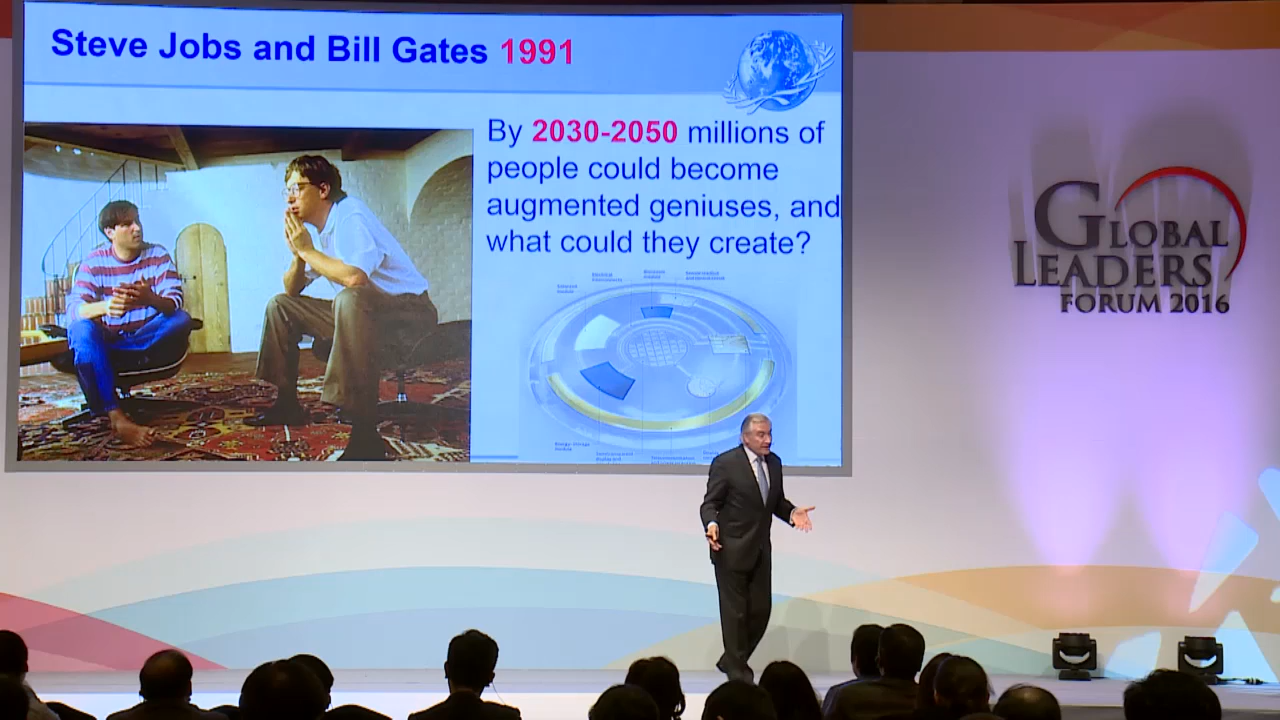 Steve Jobs and Bill Gates 1991
By 2030-2050 millions of
people could become
augmented geniuses, and
what could they create?
GLOBAL
LEADERS
FORUM 2016